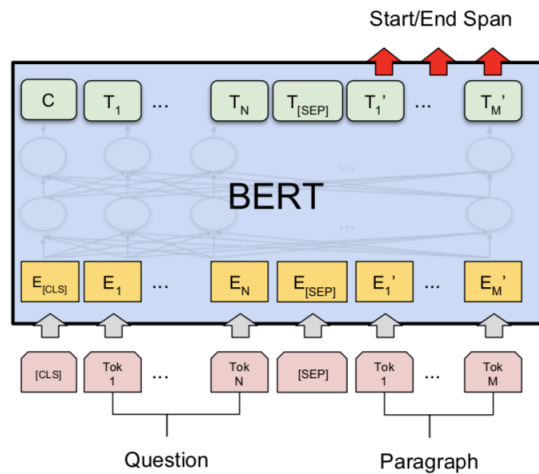 Start/End Span
C T1 ... TN T[SEP] T1' ... TM'
...
BERT
...
E[CLS] E1 ... EN E[SEP] E1' ... EM'
[CLS] Tok 1 ... Tok N [SEP] Tok 1 ... Tok M
Question Paragraph